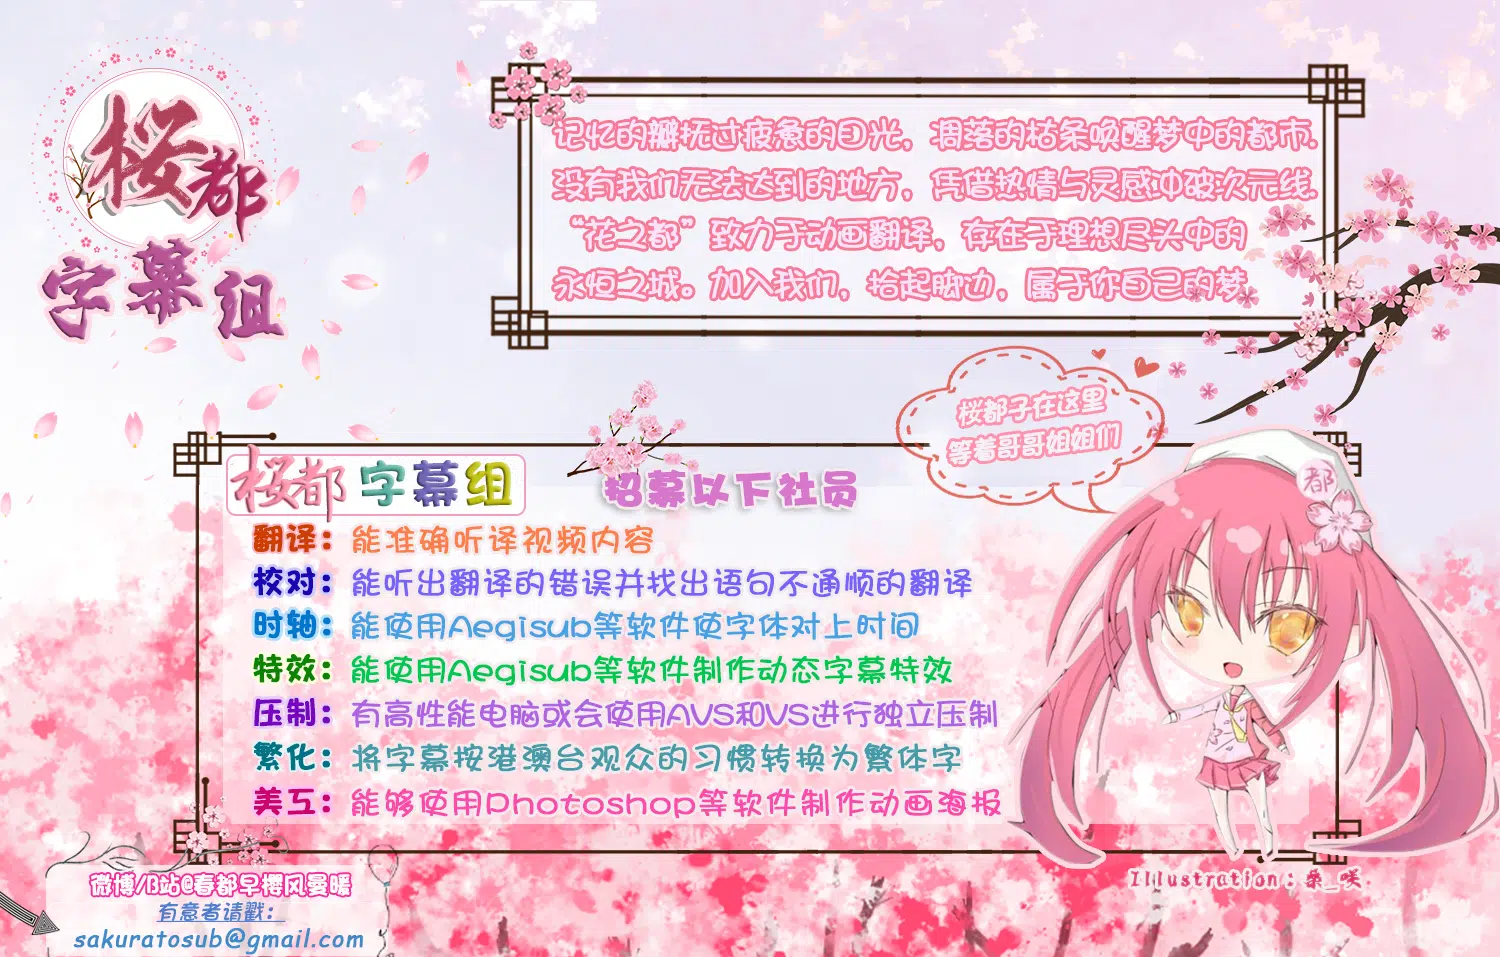 桜都
字幕组
记忆的瓣抚过疲惫的目光，凋落的枯条唤醒梦中的都市.
没有我们无法达到的地方，凭借热情与灵感冲破次元线.
“花之都”致力于动画翻译，存在于理想尽头中的
永恒之城。加入我们，拾起脚边，属于你自己的梦.
桜都子在这里
等着哥哥姐姐们
桜都字幕组 招募以下社员
都
翻译：能准确听译视频内容
校对：能听出翻译的错误并找出语句不通顺的翻译
时轴：能使用Aegisub等软件使字体对上时间
特效：能使用Aegisub等软件制作动态字幕特效
压制：有高性能电脑或会使用AVS和VS进行独立压制
繁化：将字幕按港澳台观众的习惯转换为繁体字
美工：能够使用Photoshop等软件制作动画海报
Illustration：桑_咲.
微博/B站@春都早樱风晏暖
有意者请戳：
sakuratosub@gmail.com